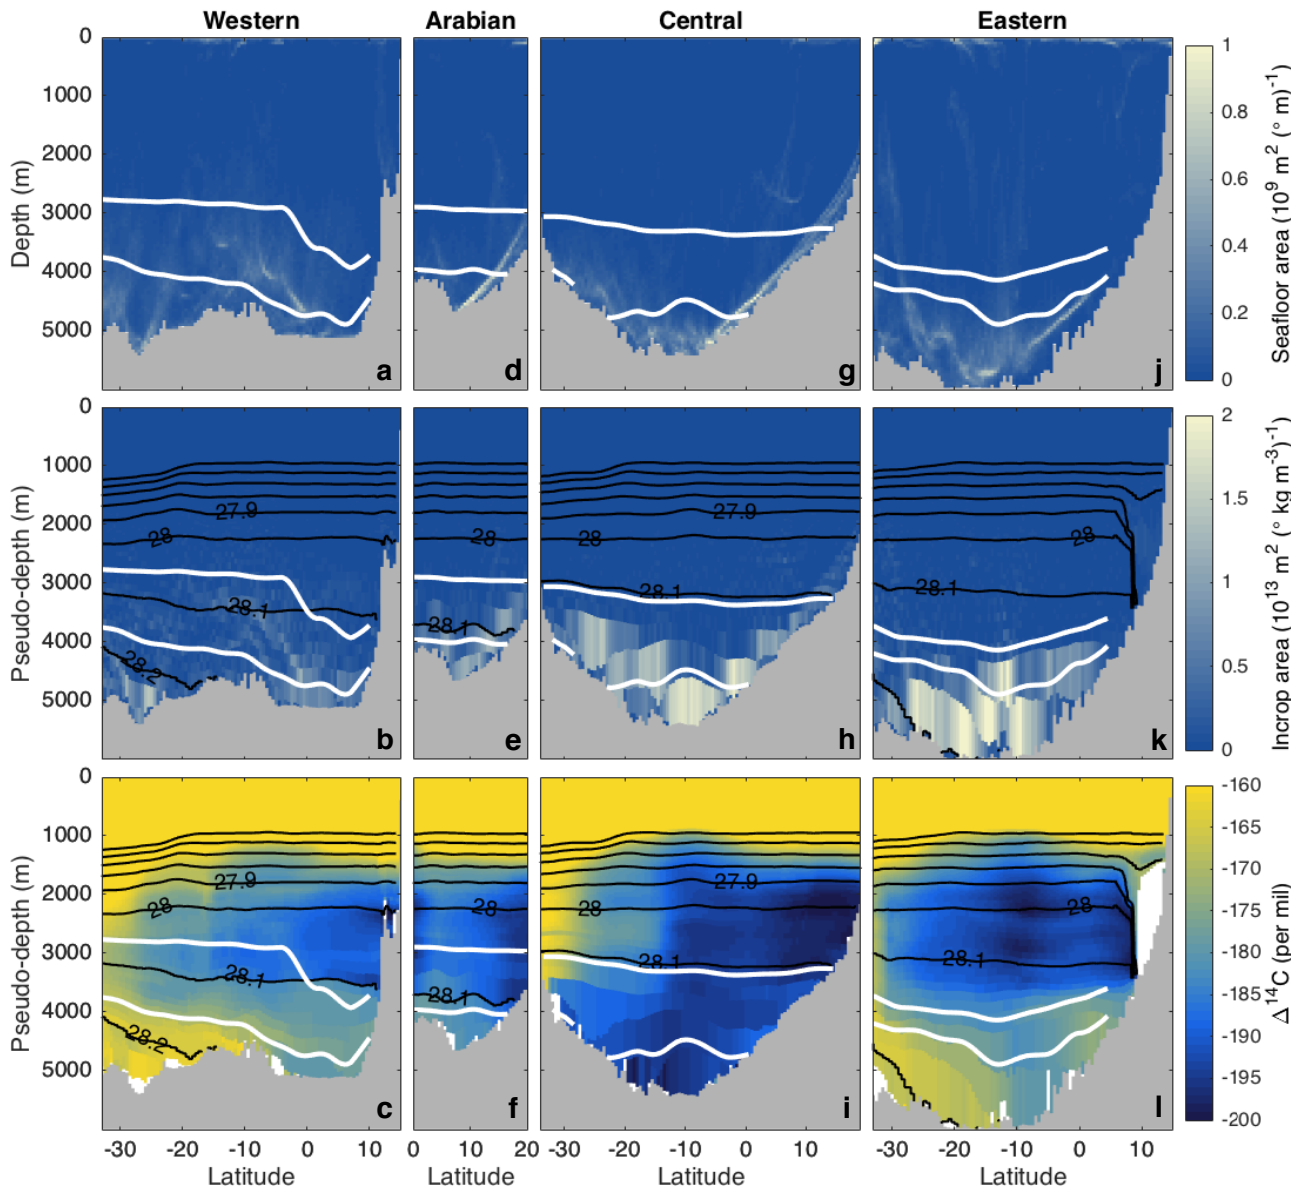 Western Arabian Central Eastern
0
1000
2000
3000
4000
5000
Depth (m)
a d g j
1
0.8
0.6
0.4
0.2
0
Seafloor area (10⁹ m² (° m)⁻¹
0
1000
2000
3000
4000
5000
Pseudo-depth (m)
27.9 28 28.1 28.2
28 28.1
27.9 28 28.1
28 28.1
b e h k
2
1.5
1
0.5
0
Incrop area (10¹³ m² (° kg m⁻³)⁻¹
0
1000
2000
3000
4000
5000
Pseudo-depth (m)
27.9 28 28.1 28.2
28 28.1
27.9 28 28.1
28 28.1
c f i l
-160
-165
-170
-175
-180
-185
-190
-195
-200
Δ¹⁴C (per mil)
-30 -20 -10 0 10 0 10 20 -30 -20 -10 0 10 -30 -20 -10 0 10
Latitude Latitude Latitude Latitude